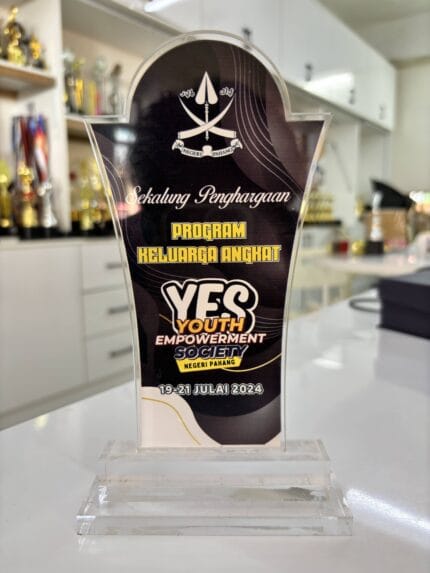 NEGERI PAHANG
Sekalung Penghargaan
PROGRAM
KELUARGA ANGKAT
YES
YOUTH
EMPOWERMENT
SOCIETY
NEGERI PAHANG
19-21 JULAI 2024